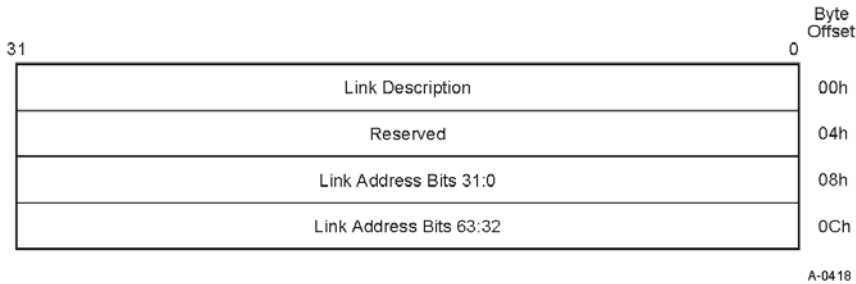 Byte
Offset
31 0
Link Description 00h
Reserved 04h
Link Address Bits 31:0 08h
Link Address Bits 63:32 0Ch
A-0418